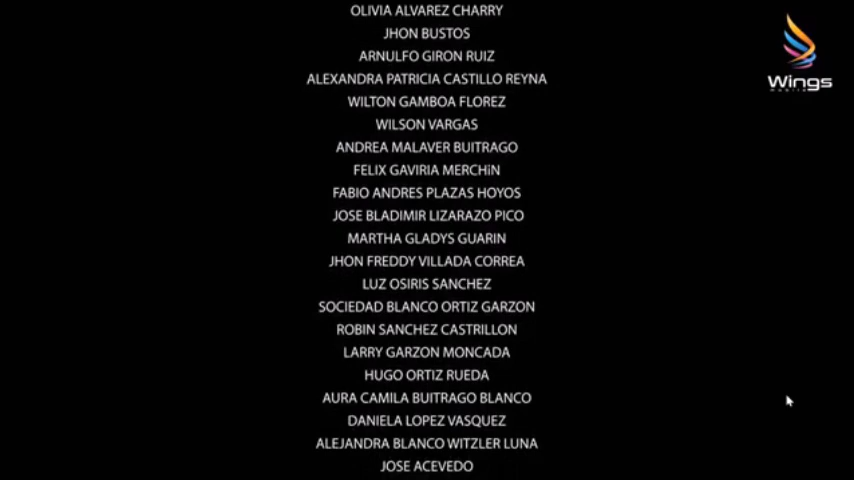 OLIVIA ALVAREZ CHARRY
JHON BUSTOS
ARNULFO GIRON RUIZ
ALEXANDRA PATRICIA CASTILLO REYNA
WILTON GAMBOA FLOREZ
WILSON VARGAS
ANDREA MALAVER BUITRAGO
FELIX GAVIRIA MERCHiN
FABIO ANDRES PLAZAS HOYOS
JOSE BLADIMIR LIZARAZO PICO
MARTHA GLADYS GUARIN
JHON FREDDY VILLADA CORREA
LUZ OSIRIS SANCHEZ
SOCIEDAD BLANCO ORTIZ GARZON
ROBIN SANCHEZ CASTRILLON
LARRY GARZON MONCADA
HUGO ORTIZ RUEDA
AURA CAMILA BUITRAGO BLANCO
DANIELA LOPEZ VASQUEZ
ALEJANDRA BLANCO WITZLER LUNA
JOSE ACEVEDO
Wings
mobile